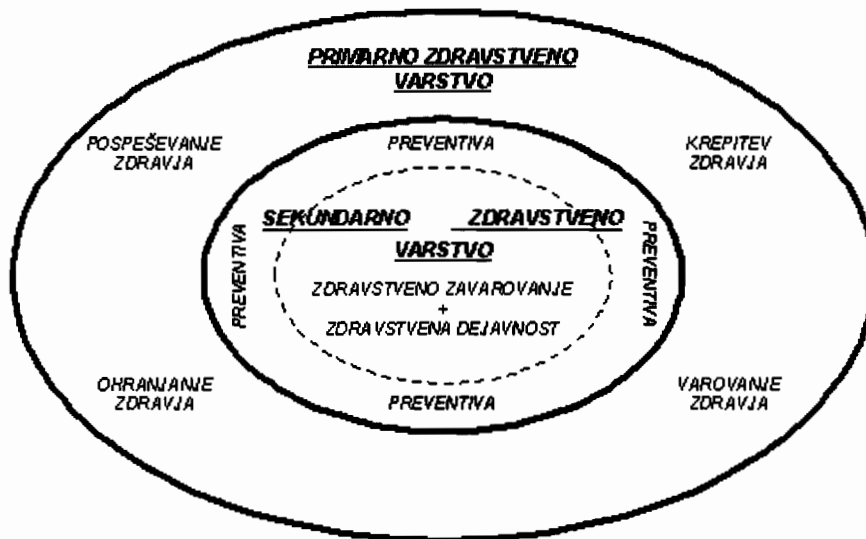 PRIMARNO ZDRAVSTVENO
VARSTVO
POSPEŠEVANJE
ZDRAVJA
PREVENTIVA
KREPITEV
ZDRAVJA
SEKUNDARNO ZDRAVSTVENO
VARSTVO
PREVENTIVA
PREVENTIVA
ZDRAVSTVENO ZAVAROVANJE
+
ZDRAVSTVENA DEJAVNOST
OHRANJANJE
ZDRAVJA
PREVENTIVA
VAROVANJE
ZDRAVJA